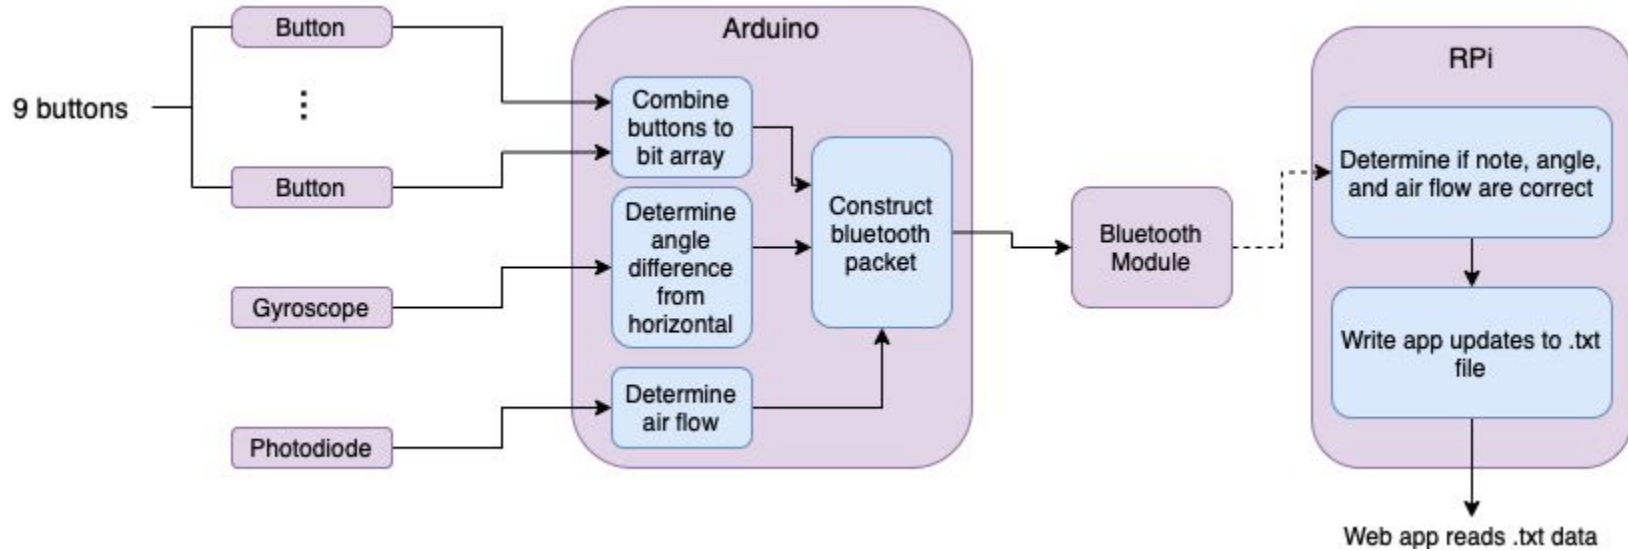 9 buttons
Button
⋮
Button
Gyroscope
Photodiode
Arduino
Combine
buttons to
bit array
Determine
angle
difference
from
horizontal
Determine
air flow
Construct
bluetooth
packet
Bluetooth
Module
RPi
Determine if note, angle,
and air flow are correct
Write app updates to .txt
file
Web app reads .txt data